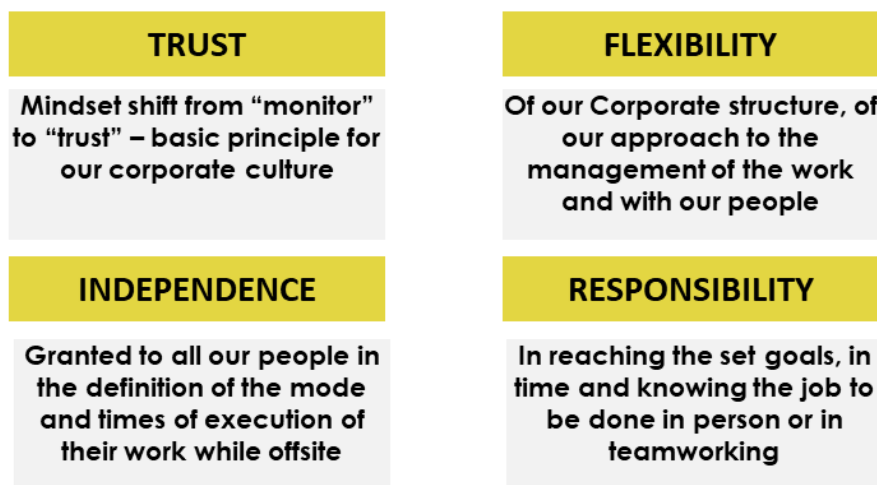 TRUST
Mindset shift from “monitor”
to “trust” – basic principle for
our corporate culture
FLEXIBILITY
Of our Corporate structure, of
our approach to the
management of the work
and with our people
INDEPENDENCE
Granted to all our people in
the definition of the mode
and times of execution of
their work while offsite
RESPONSIBILITY
In reaching the set goals, in
time and knowing the job to
be done in person or in
teamworking